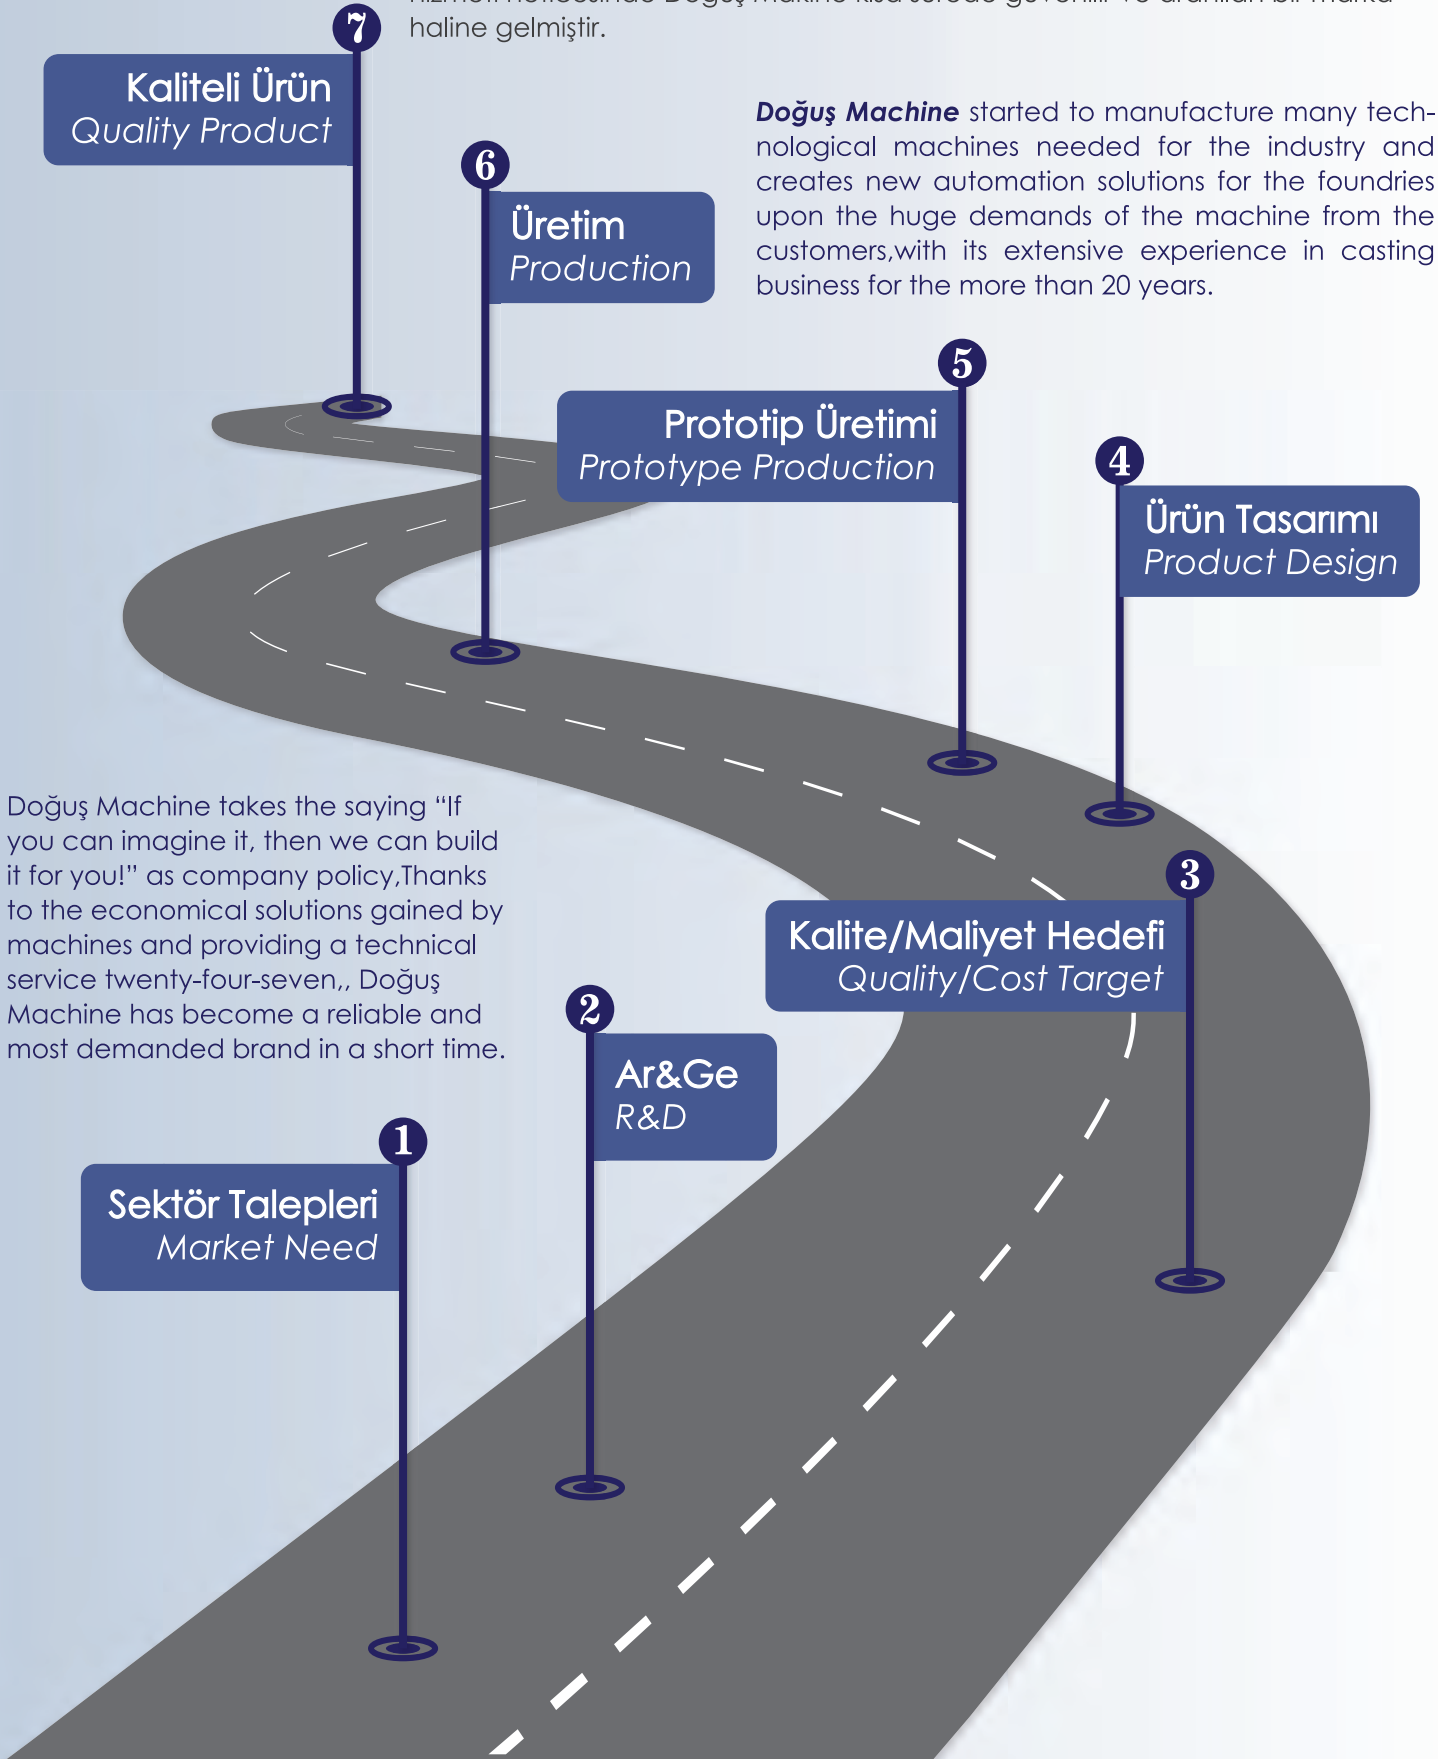 haline gelmiştir.
7
Kaliteli Ürün
Quality Product
Doğuş Machine started to manufacture many tech-
nological machines needed for the industry and
creates new automation solutions for the foundries
upon the huge demands of the machine from the
customers,with its extensive experience in casting
business for the more than 20 years.
6
Üretim
Production
5
Prototip Üretimi
Prototype Production
4
Ürün Tasarımı
Product Design
Doğuş Machine takes the saying “If
you can imagine it, then we can build
it for you!” as company policy,Thanks
to the economical solutions gained by
machines and providing a technical
service twenty-four-seven,, Doğuş
Machine has become a reliable and
most demanded brand in a short time.
3
Kalite/Maliyet Hedefi
Quality/Cost Target
2
Ar&Ge
R&D
1
Sektör Talepleri
Market Need